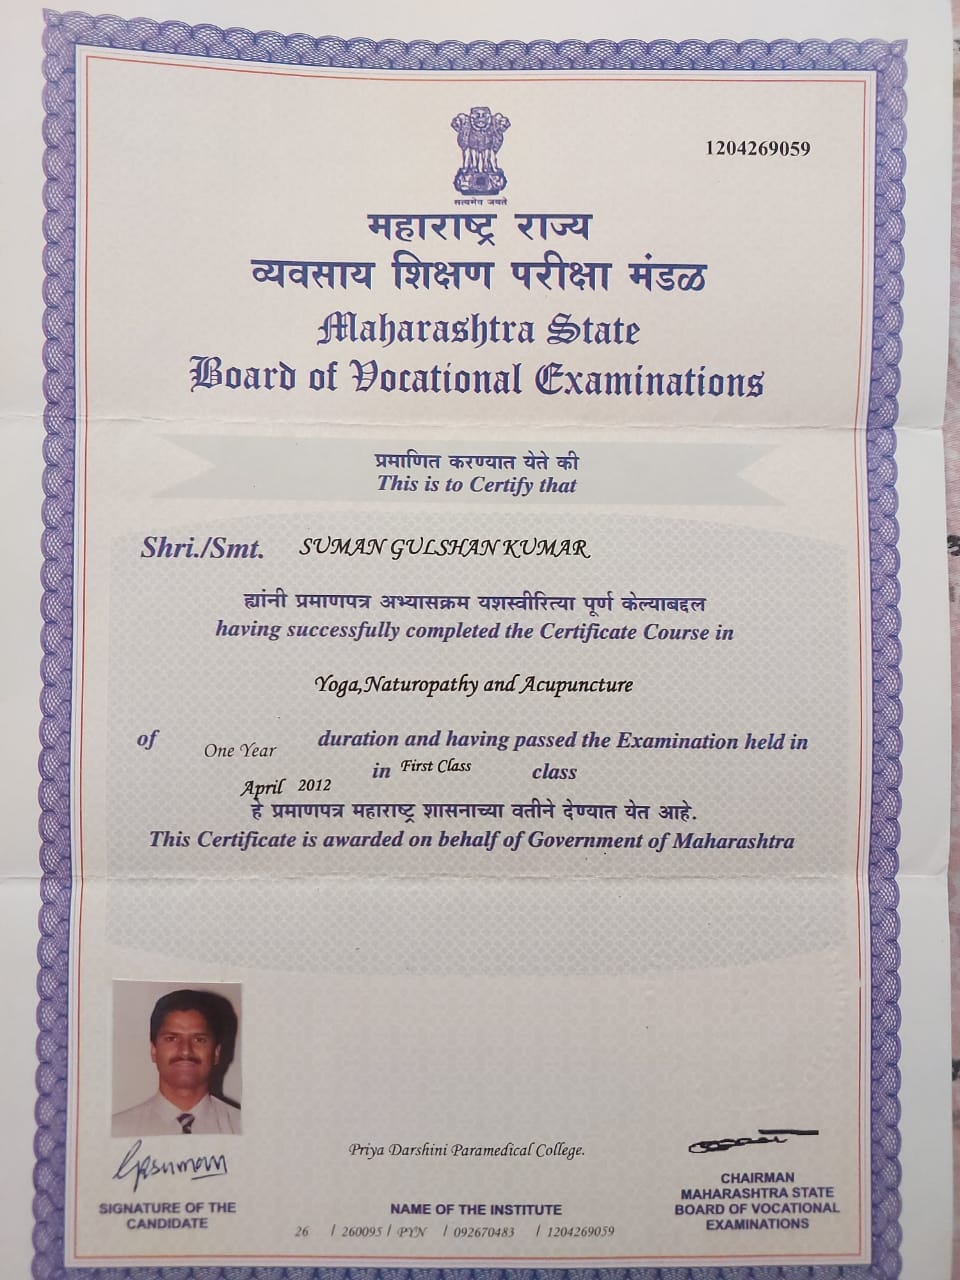 1204269059
सत्यमेव जयते
महाराष्ट्र राज्य
व्यवसाय शिक्षण परीक्षा मंडळ
Maharashtra State
Board of Vocational Examinations
प्रमाणित करण्यात येते की
This is to Certify that
Shri./Smt. SUMAN GULSHAN KUMAR
ह्यांनी प्रमाणपत्र अभ्यासक्रम यशस्वीरित्या पूर्ण केल्याबद्दल
having successfully completed the Certificate Course in
Yoga,Naturopathy and Acupuncture
of One Year duration and having passed the Examination held in
April 2012 in First Class class
हे प्रमाणपत्र महाराष्ट्र शासनाच्या वतीने देण्यात येत आहे.
This Certificate is awarded on behalf of Government of Maharashtra
Priya Darshini Paramedical College.
SIGNATURE OF THE
CANDIDATE
NAME OF THE INSTITUTE
26 / 260095 / PYN / 092670483 / 1204269059
CHAIRMAN
MAHARASHTRA STATE
BOARD OF VOCATIONAL
EXAMINATIONS